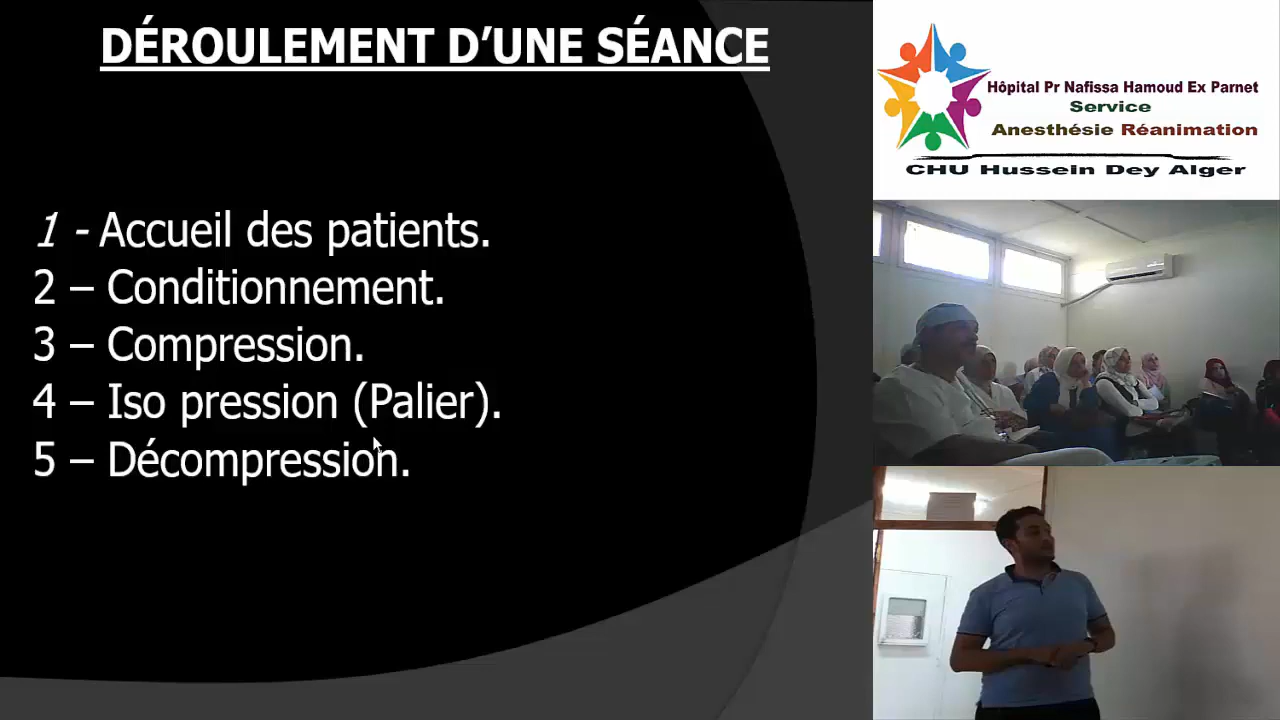 DÉROULEMENT D’UNE SÉANCE
1 - Accueil des patients.
2 – Conditionnement.
3 – Compression.
4 – Iso pression (Palier).
5 – Décompression.
Hôpital Pr Nafissa Hamoud Ex Parnet
Service
Anesthésie Réanimation
CHU Hussein Dey Alger